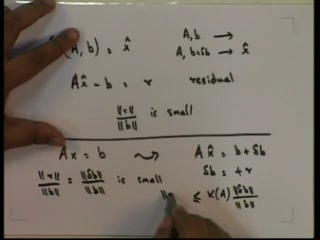 (A, b) = x̂    A, b →
A, b+δb → x̂
Ax̂ - b = r    residual
||r|| / ||b|| is small
Ax = b ⇝ Ax̂ = b + δb
δb = +r
||r|| / ||b|| = ||δb|| / ||b|| is small
|| ≤ K(A) ||δb|| / ||b||